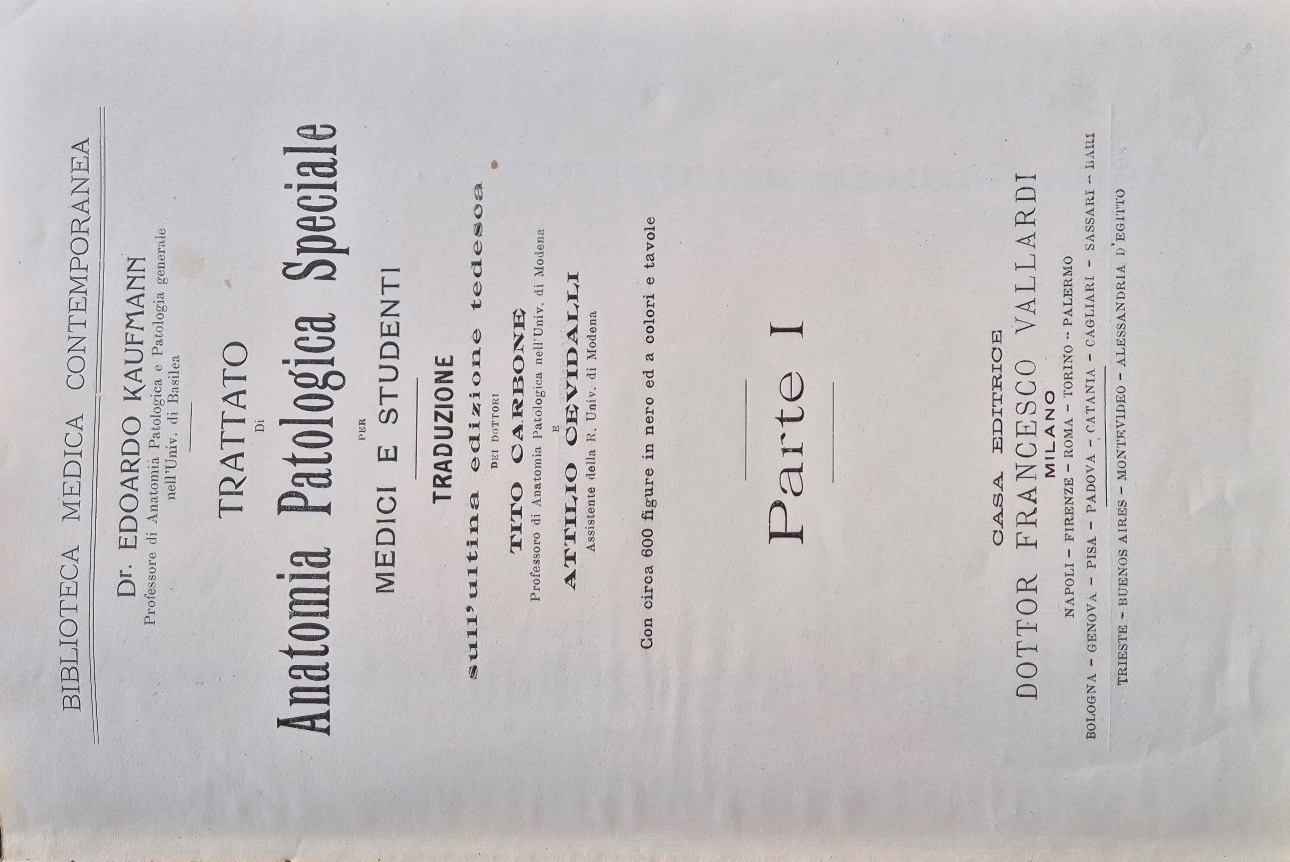 BIBLIOTECA MEDICA CONTEMPORANEA
Dr. EDOARDO KAUFMANN
Professore di Anatomia Patologica e Patologia generale
nell'Univ. di Basilea
TRATTATO
DI
Anatomia Patologica Speciale
PER
MEDICI E STUDENTI
TRADUZIONE
sull'ultina edizione tedesca
DEI DOTTORI
TITO CARBONE
Professoro di Anatomia Patologica nell'Univ. di Modena
E
ATTILIO CEVIDALLI
Assistente della R. Univ. di Modena
Con circa 600 figure in nero ed a colori e tavole
Parte I
CASA EDITRICE
DOTTOR FRANCESCO VALLARDI
MILANO
NAPOLI – FIRENZE – ROMA – TORINO – PALERMO
BOLOGNA – GENOVA – PISA – PADOVA – CATANIA – CAGLIARI – SASSARI – BARI
TRIESTE – BUENOS AIRES – MONTEVIDEO – ALESSANDRIA D'EGITTO